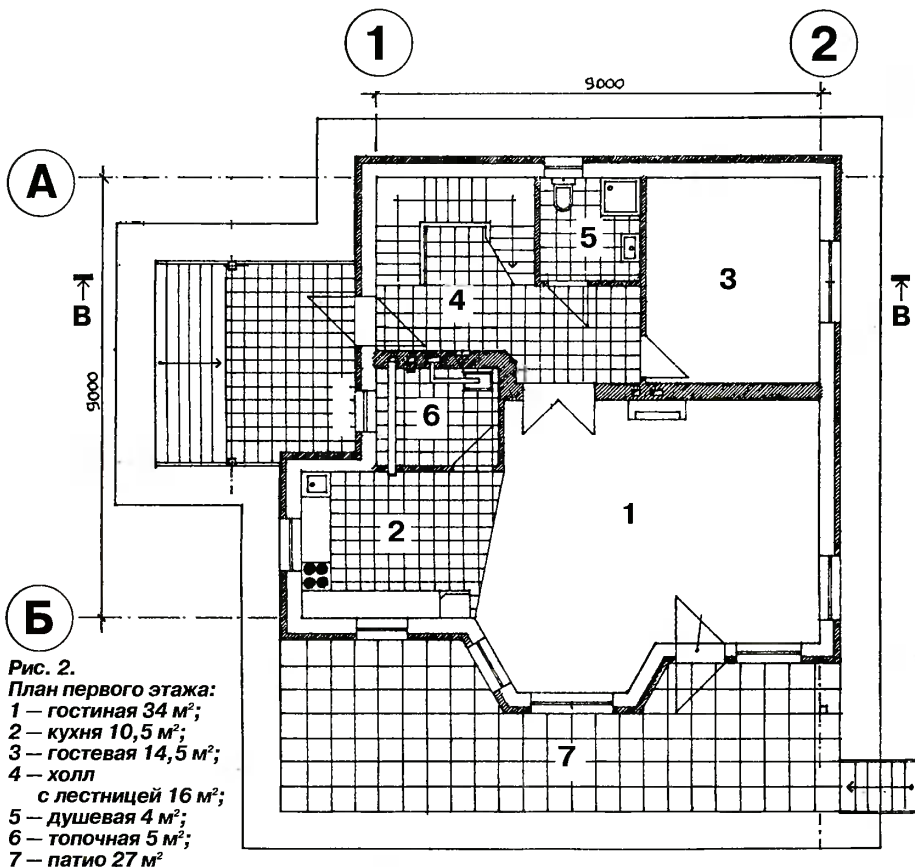 1
2
9000
А
В
В
5
3
4
9000
6
1
2
Б
Рис. 2.
План первого этажа:
1 — гостиная 34 м²;
2 — кухня 10,5 м²;
3 — гостевая 14,5 м²;
4 — холл
с лестницей 16 м²;
5 — душевая 4 м²;
6 — топочная 5 м²;
7 — патио 27 м²
7